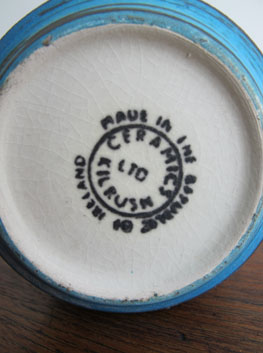 MADE IN THE REPUBLIC OF IRELAND
CERAMICS
LTD
KILRUSH